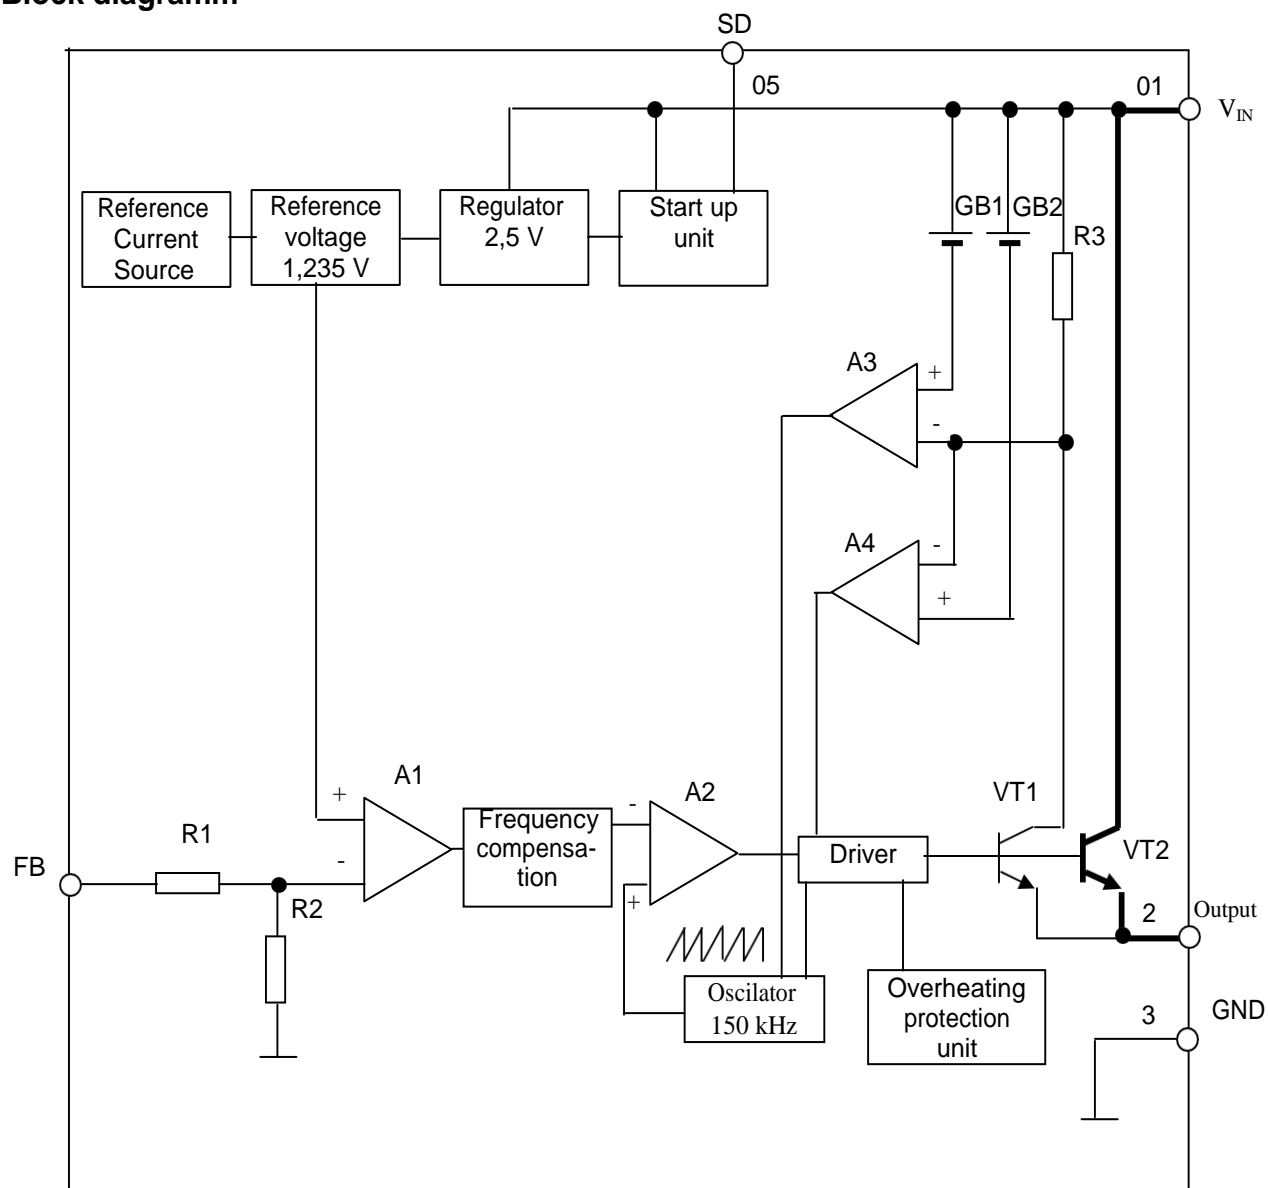 Block diagramm
SD
05
01
V_IN
Reference
Current
Source
Reference
voltage
1,235 V
Regulator
2,5 V
Start up
unit
GB1
GB2
R3
A3
+
-
A4
-
+
A1
+
-
R1
FB
R2
Frequency
compensa-
tion
A2
-
+
Driver
VT1
VT2
2
Output
Oscilator
150 kHz
Overheating
protection
unit
3
GND